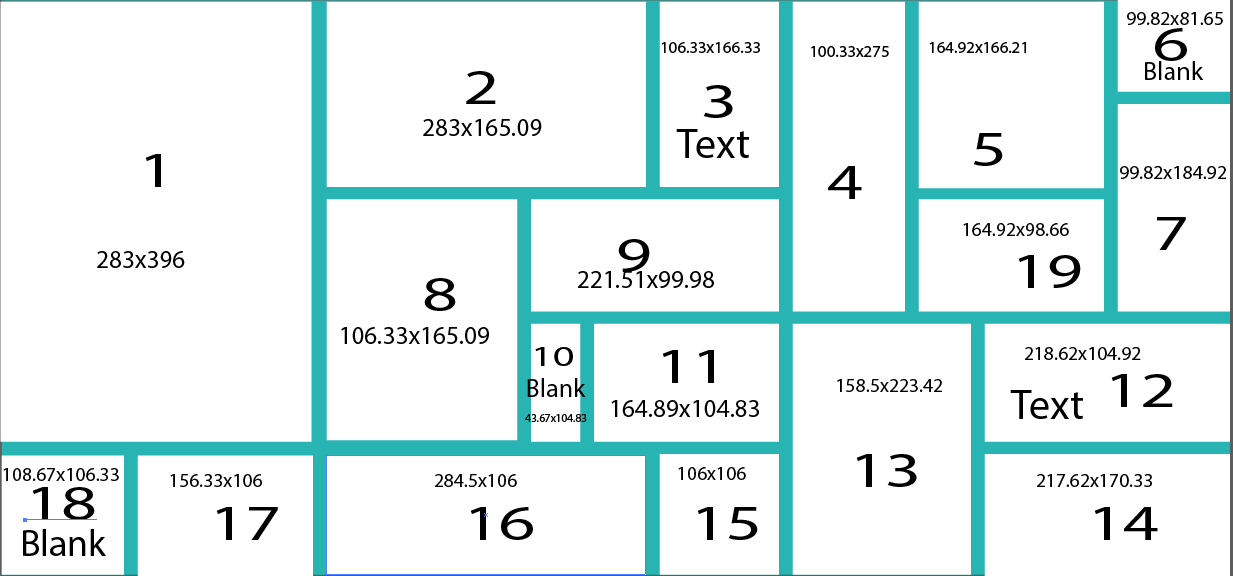 1
283x396
2
283x165.09
106.33x166.33
3
Text
100.33x275
4
164.92x166.21
5
99.82x81.65
6
Blank
99.82x184.92
7
8
106.33x165.09
9
221.51x99.98
10
Blank
43.67x104.83
11
164.89x104.83
218.62x104.92
Text 12
158.5x223.42
13
217.62x170.33
14
106x106
15
284.5x106
16
156.33x106
17
108.67x106.33
18
Blank
164.92x98.66
19